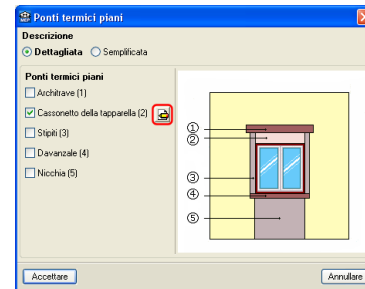 Ponti termici piani
Descrizione
Dettagliata Semplificata
Ponti termici piani
Architrave (1)
Cassonetto della tapparella (2)
Stipiti (3)
Davanzale (4)
Nicchia (5)
1
2
3
4
5
Accettare Annullare